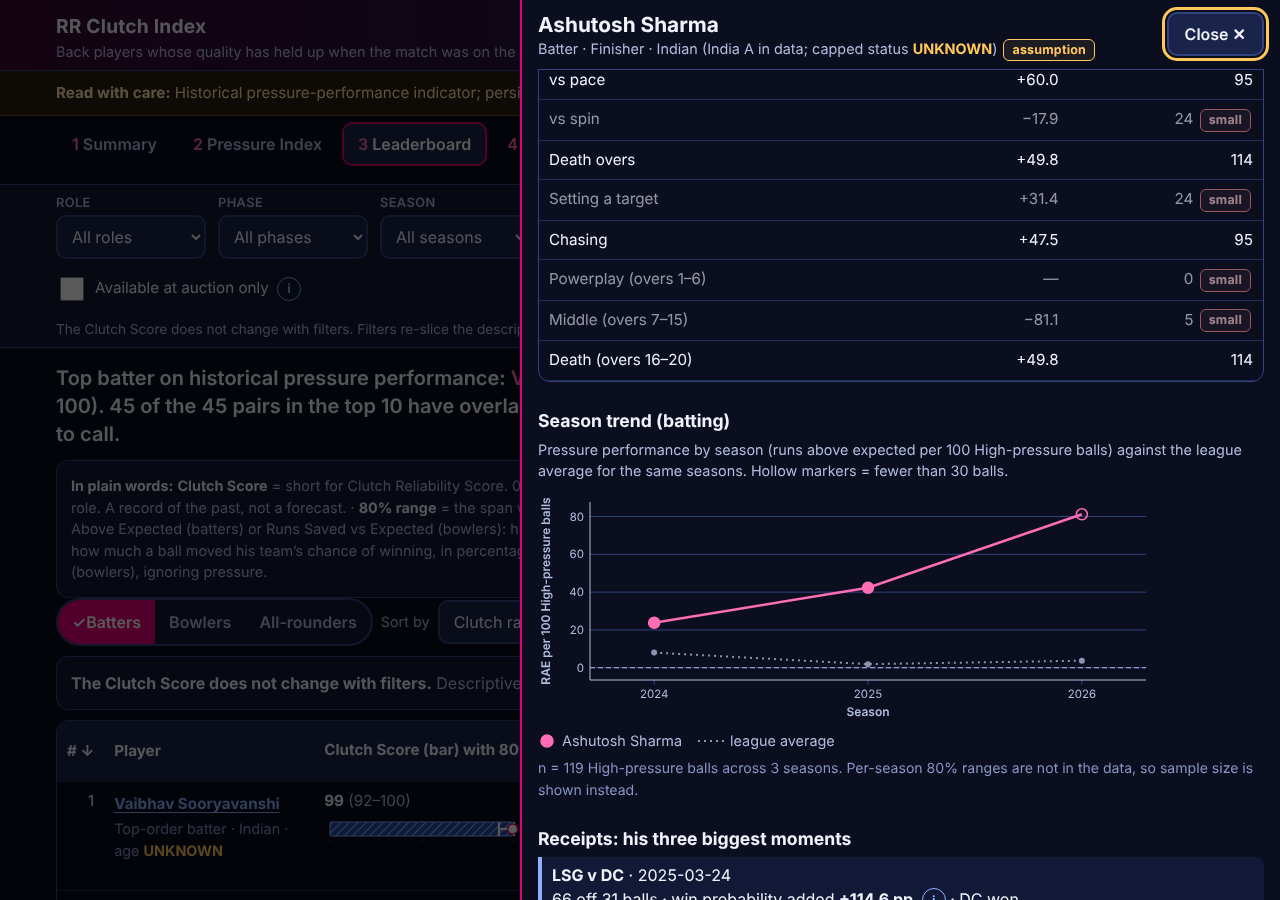 RR Clutch Index
Back players whose quality has held up when the match was on the
Read with care: Historical pressure-performance indicator; persi
1 Summary
2 Pressure Index
3 Leaderboard
4
ROLE
PHASE
SEASON
All roles
All phases
All seasons
Available at auction only i
The Clutch Score does not change with filters. Filters re-slice the descrip
Top batter on historical pressure performance: V
100). 45 of the 45 pairs in the top 10 have overla
to call.
In plain words: Clutch Score = short for Clutch Reliability Score. 0
role. A record of the past, not a forecast. · 80% range = the span
Above Expected (batters) or Runs Saved vs Expected (bowlers): h
how much a ball moved his team's chance of winning, in percentag
(bowlers), ignoring pressure.
✓Batters
Bowlers
All-rounders
Sort by
Clutch ra
The Clutch Score does not change with filters. Descriptive
# ↓
Player
Clutch Score (bar) with 80
1
Vaibhav Sooryavanshi
99 (92–100)
Top-order batter · Indian ·
age UNKNOWN
Ashutosh Sharma
Batter · Finisher · Indian (India A in data; capped status UNKNOWN) assumption
Close ✕
vs pace +60.0 95
vs spin −17.9 24 small
Death overs +49.8 114
Setting a target +31.4 24 small
Chasing +47.5 95
Powerplay (overs 1–6) — 0 small
Middle (overs 7–15) −81.1 5 small
Death (overs 16–20) +49.8 114
Season trend (batting)
Pressure performance by season (runs above expected per 100 High-pressure balls) against the league
average for the same seasons. Hollow markers = fewer than 30 balls.
RAE per 100 High-pressure balls
80
60
40
20
0
2024
2025
2026
Season
Ashutosh Sharma
league average
n = 119 High-pressure balls across 3 seasons. Per-season 80% ranges are not in the data, so sample size is
shown instead.
Receipts: his three biggest moments
LSG v DC · 2025-03-24
66 off 31 balls · win probability added +114.6 pp i · DC won